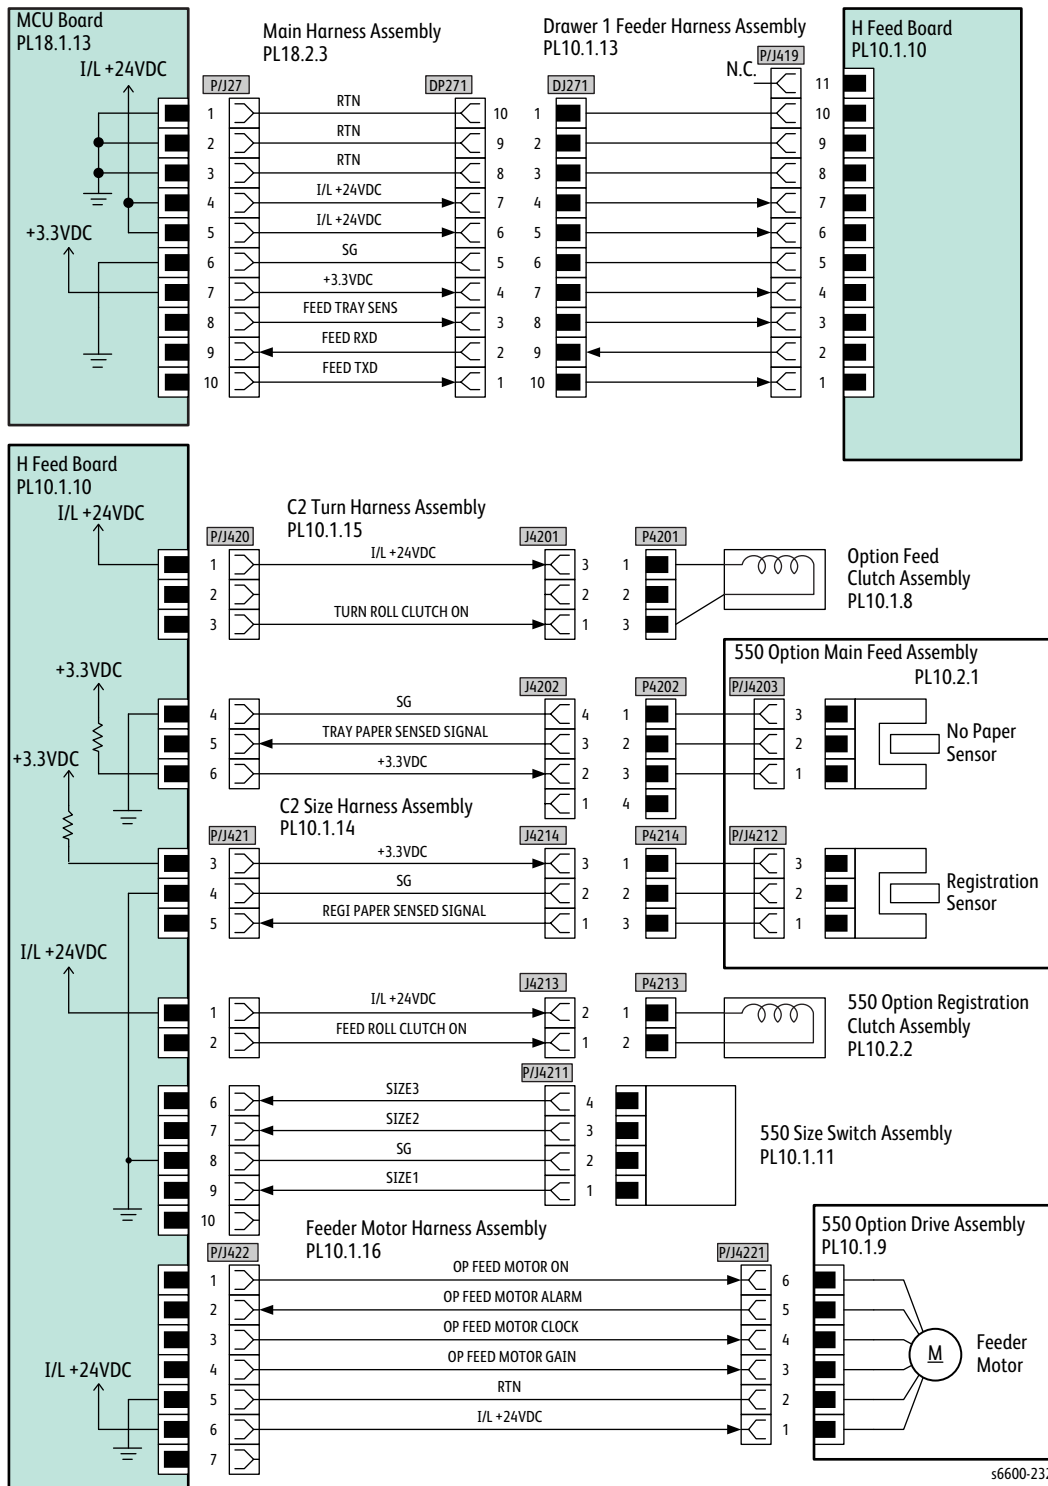 MCU Board
PL18.1.13
I/L +24VDC
+3.3VDC
Main Harness Assembly
PL18.2.3
Drawer 1 Feeder Harness Assembly
PL10.1.13
H Feed Board
PL10.1.10
P/J27
DP271
DJ271
N.C.
P/J419
11
1
RTN
10
1
10
2
RTN
9
2
9
3
RTN
8
3
8
4
I/L +24VDC
7
4
7
5
I/L +24VDC
6
5
6
6
SG
5
6
5
7
+3.3VDC
4
7
4
8
FEED TRAY SENS
3
8
3
9
FEED RXD
2
9
2
10
FEED TXD
1
10
1
H Feed Board
PL10.1.10
I/L +24VDC
C2 Turn Harness Assembly
PL10.1.15
P/J420
J4201
P4201
1
I/L +24VDC
3
1
2
2
2
3
TURN ROLL CLUTCH ON
1
3
Option Feed
Clutch Assembly
PL10.1.8
550 Option Main Feed Assembly
PL10.2.1
+3.3VDC
J4202
P4202
P/J4203
4
SG
4
1
3
5
TRAY PAPER SENSED SIGNAL
3
2
2
6
+3.3VDC
2
3
1
1
4
No Paper
Sensor
+3.3VDC
C2 Size Harness Assembly
PL10.1.14
P/J421
J4214
P4214
P/J4212
3
+3.3VDC
3
1
3
4
SG
2
2
2
5
REGI PAPER SENSED SIGNAL
1
3
1
Registration
Sensor
I/L +24VDC
J4213
P4213
1
I/L +24VDC
2
1
2
FEED ROLL CLUTCH ON
1
2
550 Option Registration
Clutch Assembly
PL10.2.2
P/J4211
6
SIZE3
4
7
SIZE2
3
8
SG
2
9
SIZE1
1
10
550 Size Switch Assembly
PL10.1.11
Feeder Motor Harness Assembly
PL10.1.16
550 Option Drive Assembly
PL10.1.9
P/J422
P/J4221
1
OP FEED MOTOR ON
6
2
OP FEED MOTOR ALARM
5
3
OP FEED MOTOR CLOCK
4
4
OP FEED MOTOR GAIN
3
5
RTN
2
6
I/L +24VDC
1
7
I/L +24VDC
M
Feeder
Motor
s6600-232